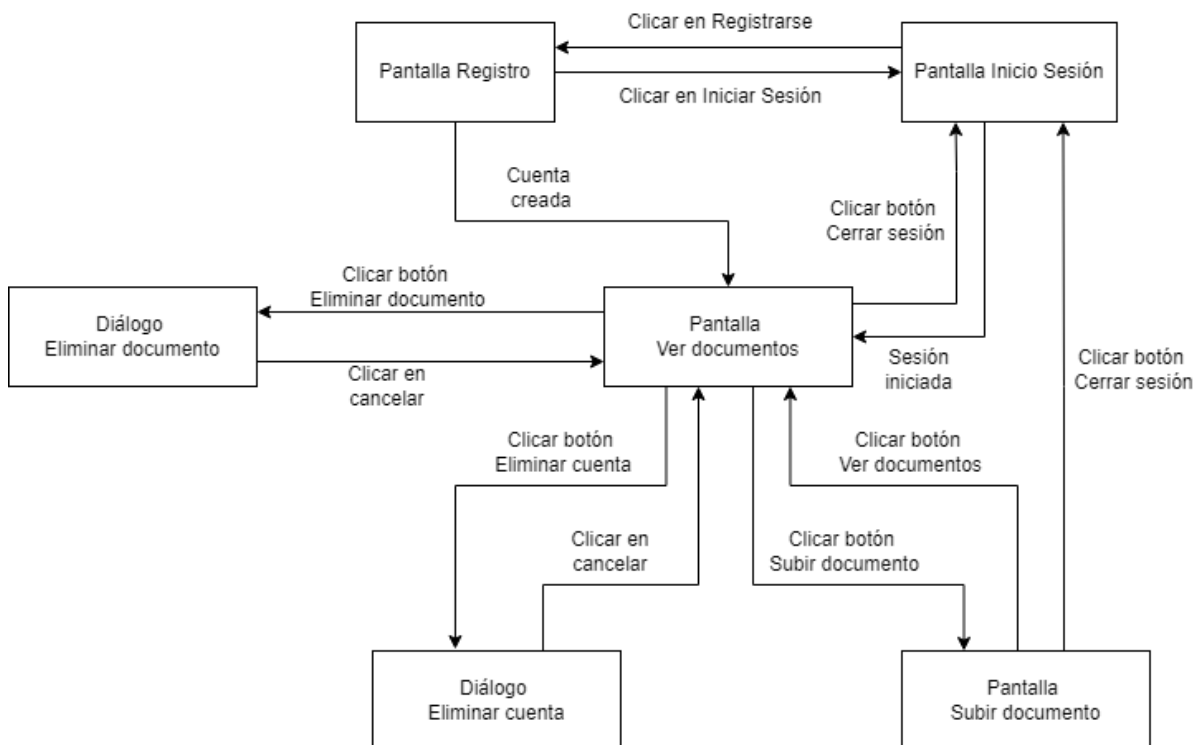 Clicar en Registrarse
Pantalla Registro
Pantalla Inicio Sesión
Clicar en Iniciar Sesión
Cuenta
creada
Clicar botón
Cerrar sesión
Clicar botón
Eliminar documento
Diálogo
Eliminar documento
Pantalla
Ver documentos
Clicar en
cancelar
Sesión
iniciada
Clicar botón
Cerrar sesión
Clicar botón
Eliminar cuenta
Clicar botón
Ver documentos
Clicar en
cancelar
Clicar botón
Subir documento
Diálogo
Eliminar cuenta
Pantalla
Subir documento